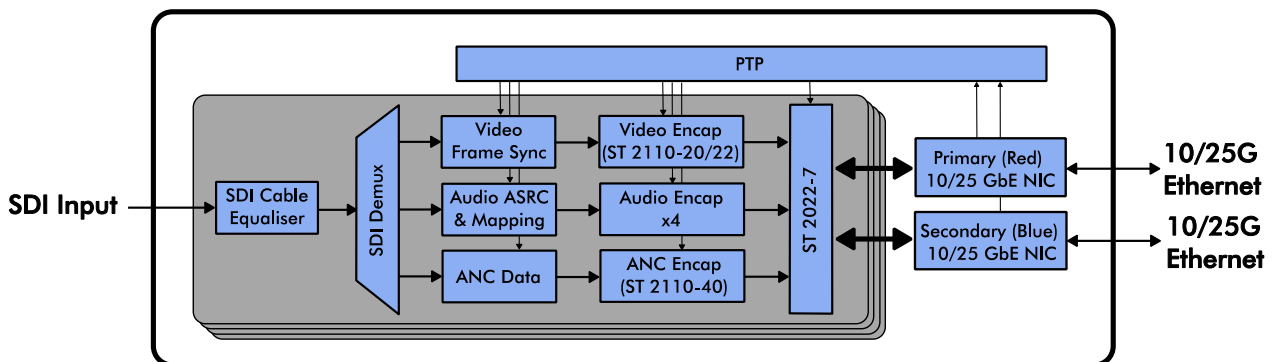 PTP
Video
Frame Sync
Video Encap
(ST 2110-20/22)
Primary (Red)
10/25 GbE NIC
10/25G
Ethernet
SDI Input
SDI Cable
Equaliser
SDI Demux
Audio ASRC
& Mapping
Audio Encap
x4
ST 2022-7
Secondary (Blue)
10/25 GbE NIC
10/25G
Ethernet
ANC Data
ANC Encap
(ST 2110-40)